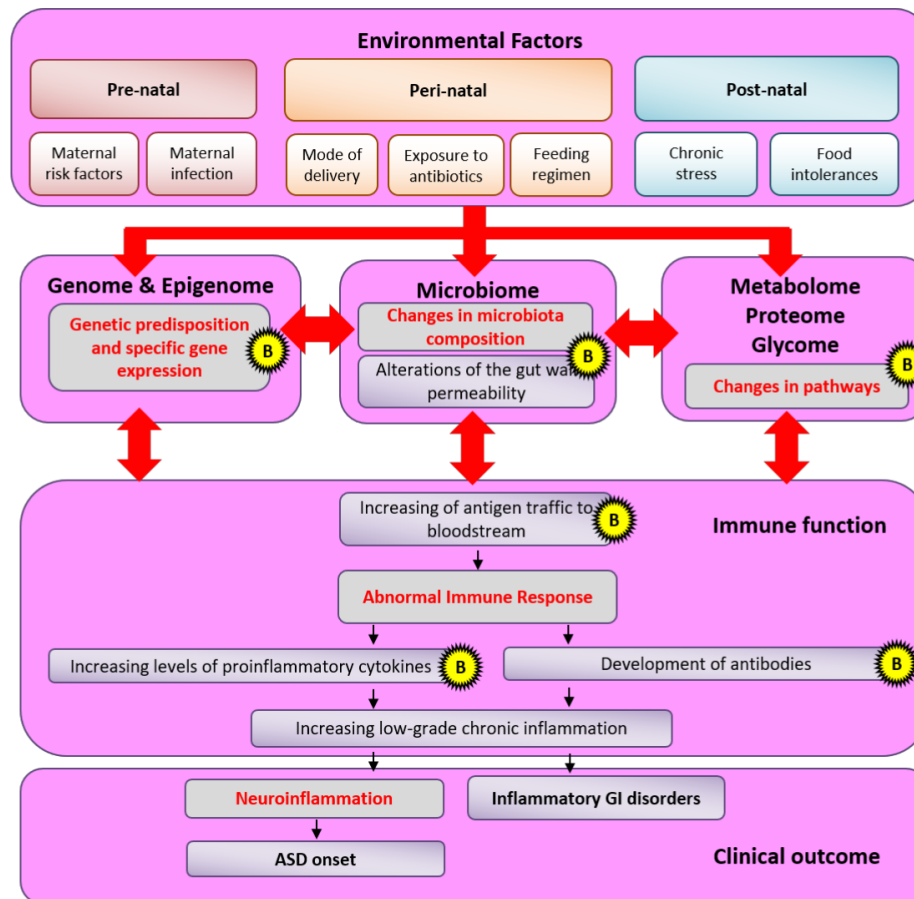 Environmental Factors
Pre-natal
Peri-natal
Post-natal
Maternal
risk factors
Maternal
infection
Mode of
delivery
Exposure to
antibiotics
Feeding
regimen
Chronic
stress
Food
intolerances
Genome & Epigenome
Genetic predisposition
and specific gene
expression
B
Microbiome
Changes in microbiota
composition
B
Alterations of the gut wall
permeability
Metabolome
Proteome
Glycome
B
Changes in pathways
Immune function
Increasing of antigen traffic to
bloodstream
B
Abnormal Immune Response
Increasing levels of proinflammatory cytokines
B
Development of antibodies
B
Increasing low-grade chronic inflammation
Neuroinflammation
Inflammatory GI disorders
ASD onset
Clinical outcome